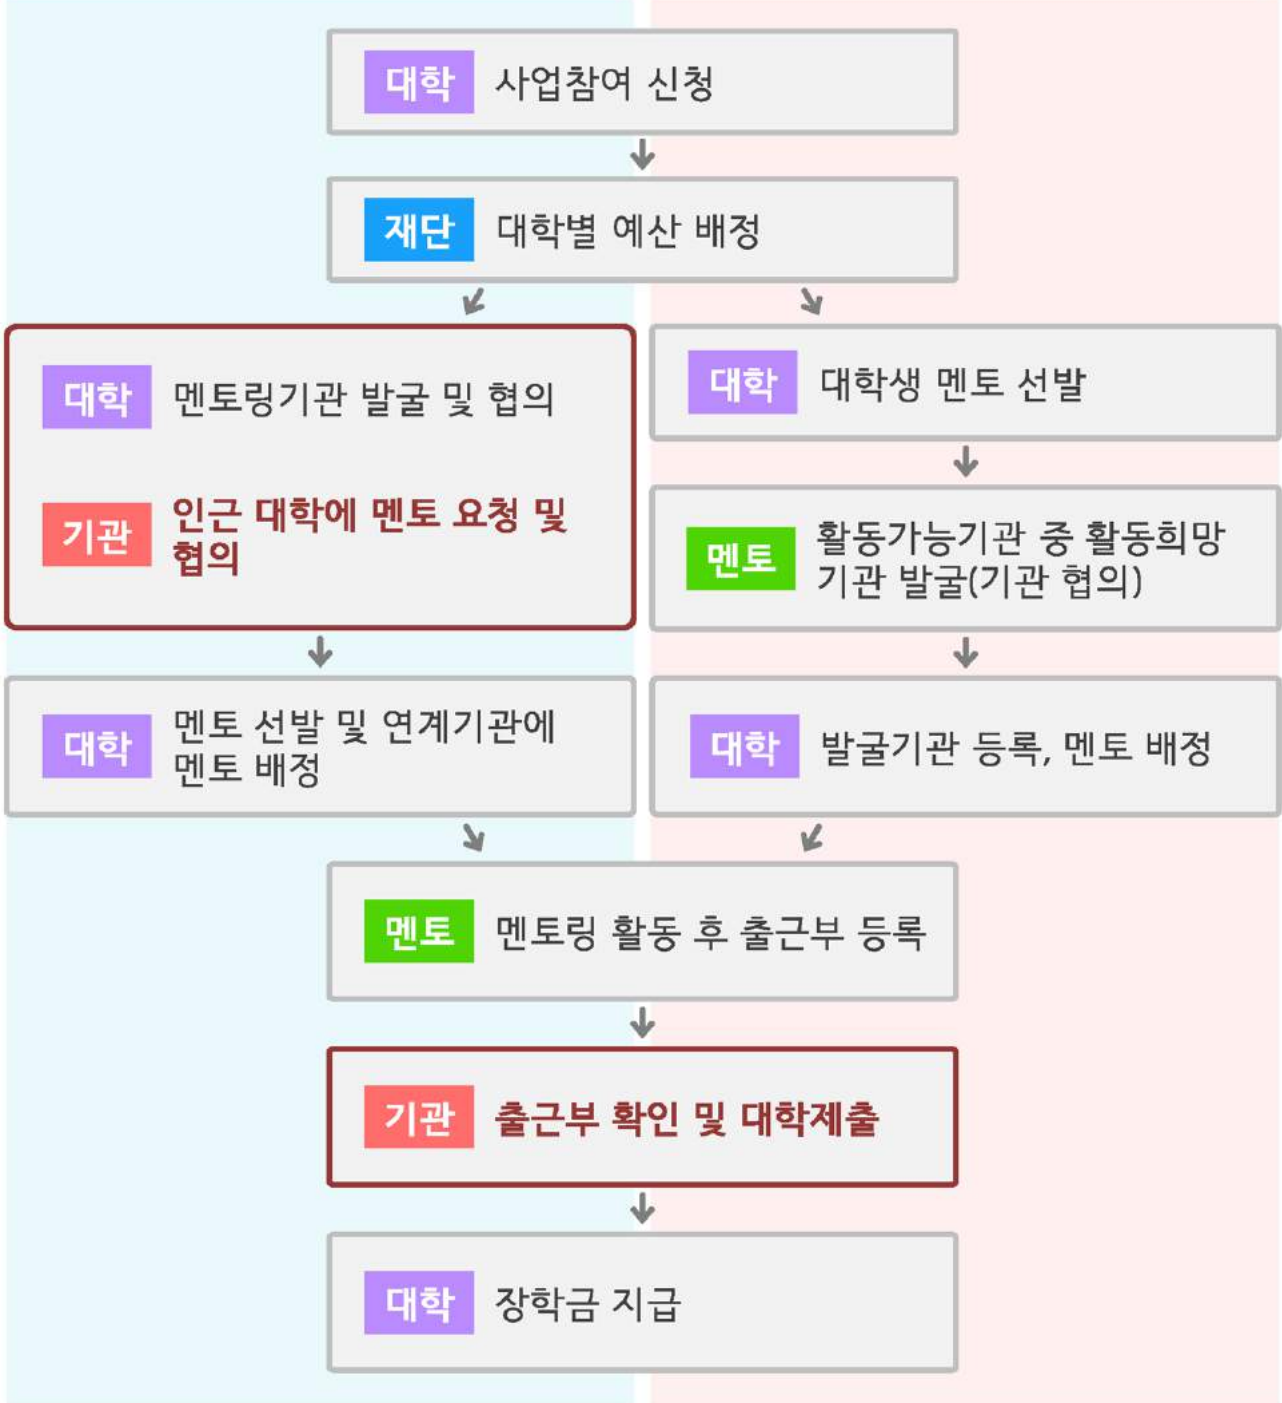 대학 사업참여 신청
재단 대학별 예산 배정
대학 멘토링기관 발굴 및 협의
기관 인근 대학에 멘토 요청 및
협의
대학 멘토 선발 및 연계기관에
멘토 배정
대학 대학생 멘토 선발
멘토 활동가능기관 중 활동희망
기관 발굴(기관 협의)
대학 발굴기관 등록, 멘토 배정
멘토 멘토링 활동 후 출근부 등록
기관 출근부 확인 및 대학제출
대학 장학금 지급